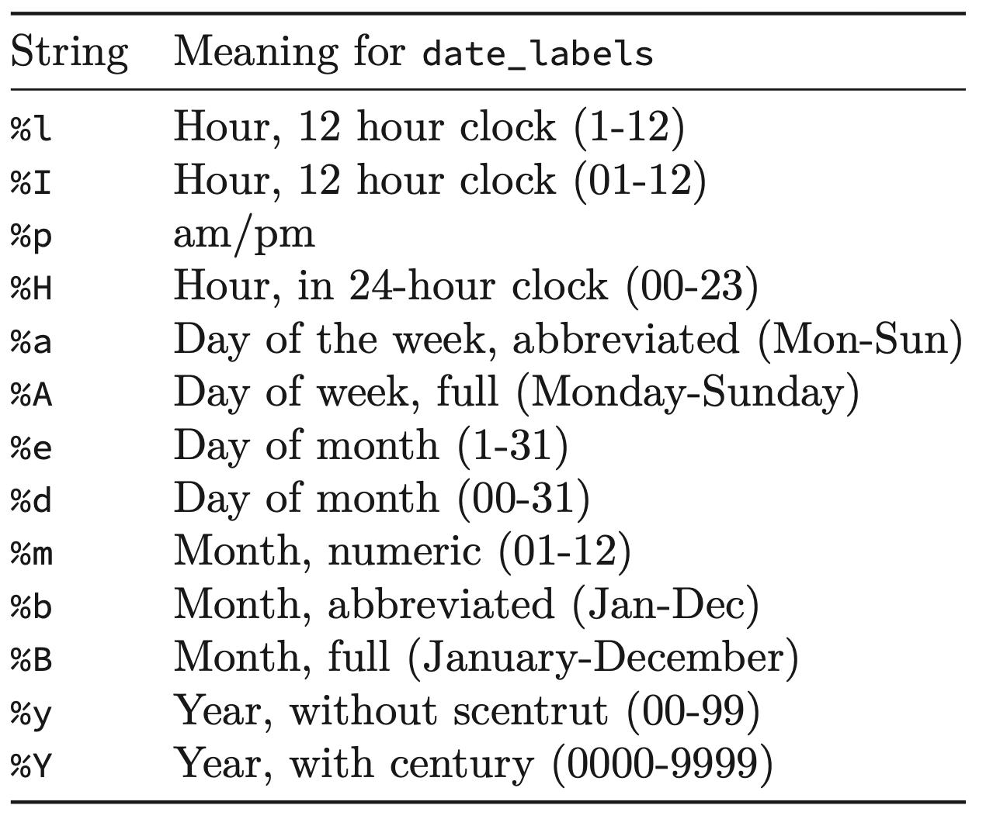 String Meaning for date_labels
%l Hour, 12 hour clock (1-12)
%I Hour, 12 hour clock (01-12)
%p am/pm
%H Hour, in 24-hour clock (00-23)
%a Day of the week, abbreviated (Mon-Sun)
%A Day of week, full (Monday-Sunday)
%e Day of month (1-31)
%d Day of month (00-31)
%m Month, numeric (01-12)
%b Month, abbreviated (Jan-Dec)
%B Month, full (January-December)
%y Year, without scentrut (00-99)
%Y Year, with century (0000-9999)